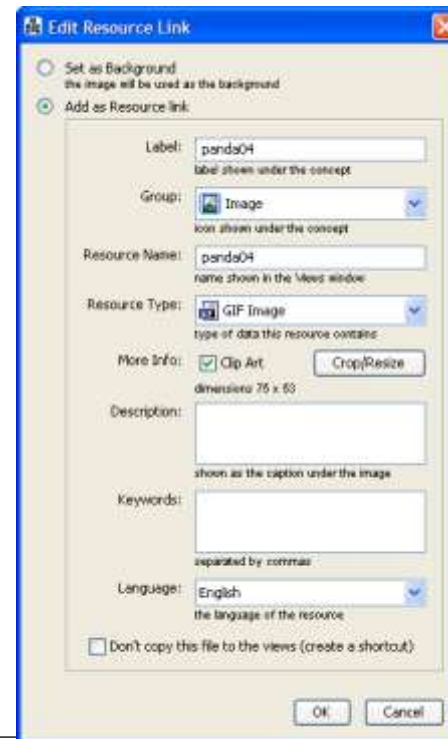 Edit Resource Link
Set as Background
the image will be used as the background
Add as Resource link
Label: panda04
label shown under the concept
Group: Image
icon shown under the concept
Resource Name: panda04
name shown in the Views window
Resource Type: GIF Image
type of data this resource contains
More Info: Clip Art Crop/Resize
dimensions 75 x 53
Description:
shown as the caption under the image
Keywords:
separated by commas
Language: English
the language of the resource
Don't copy this file to the views (create a shortcut)
OK Cancel